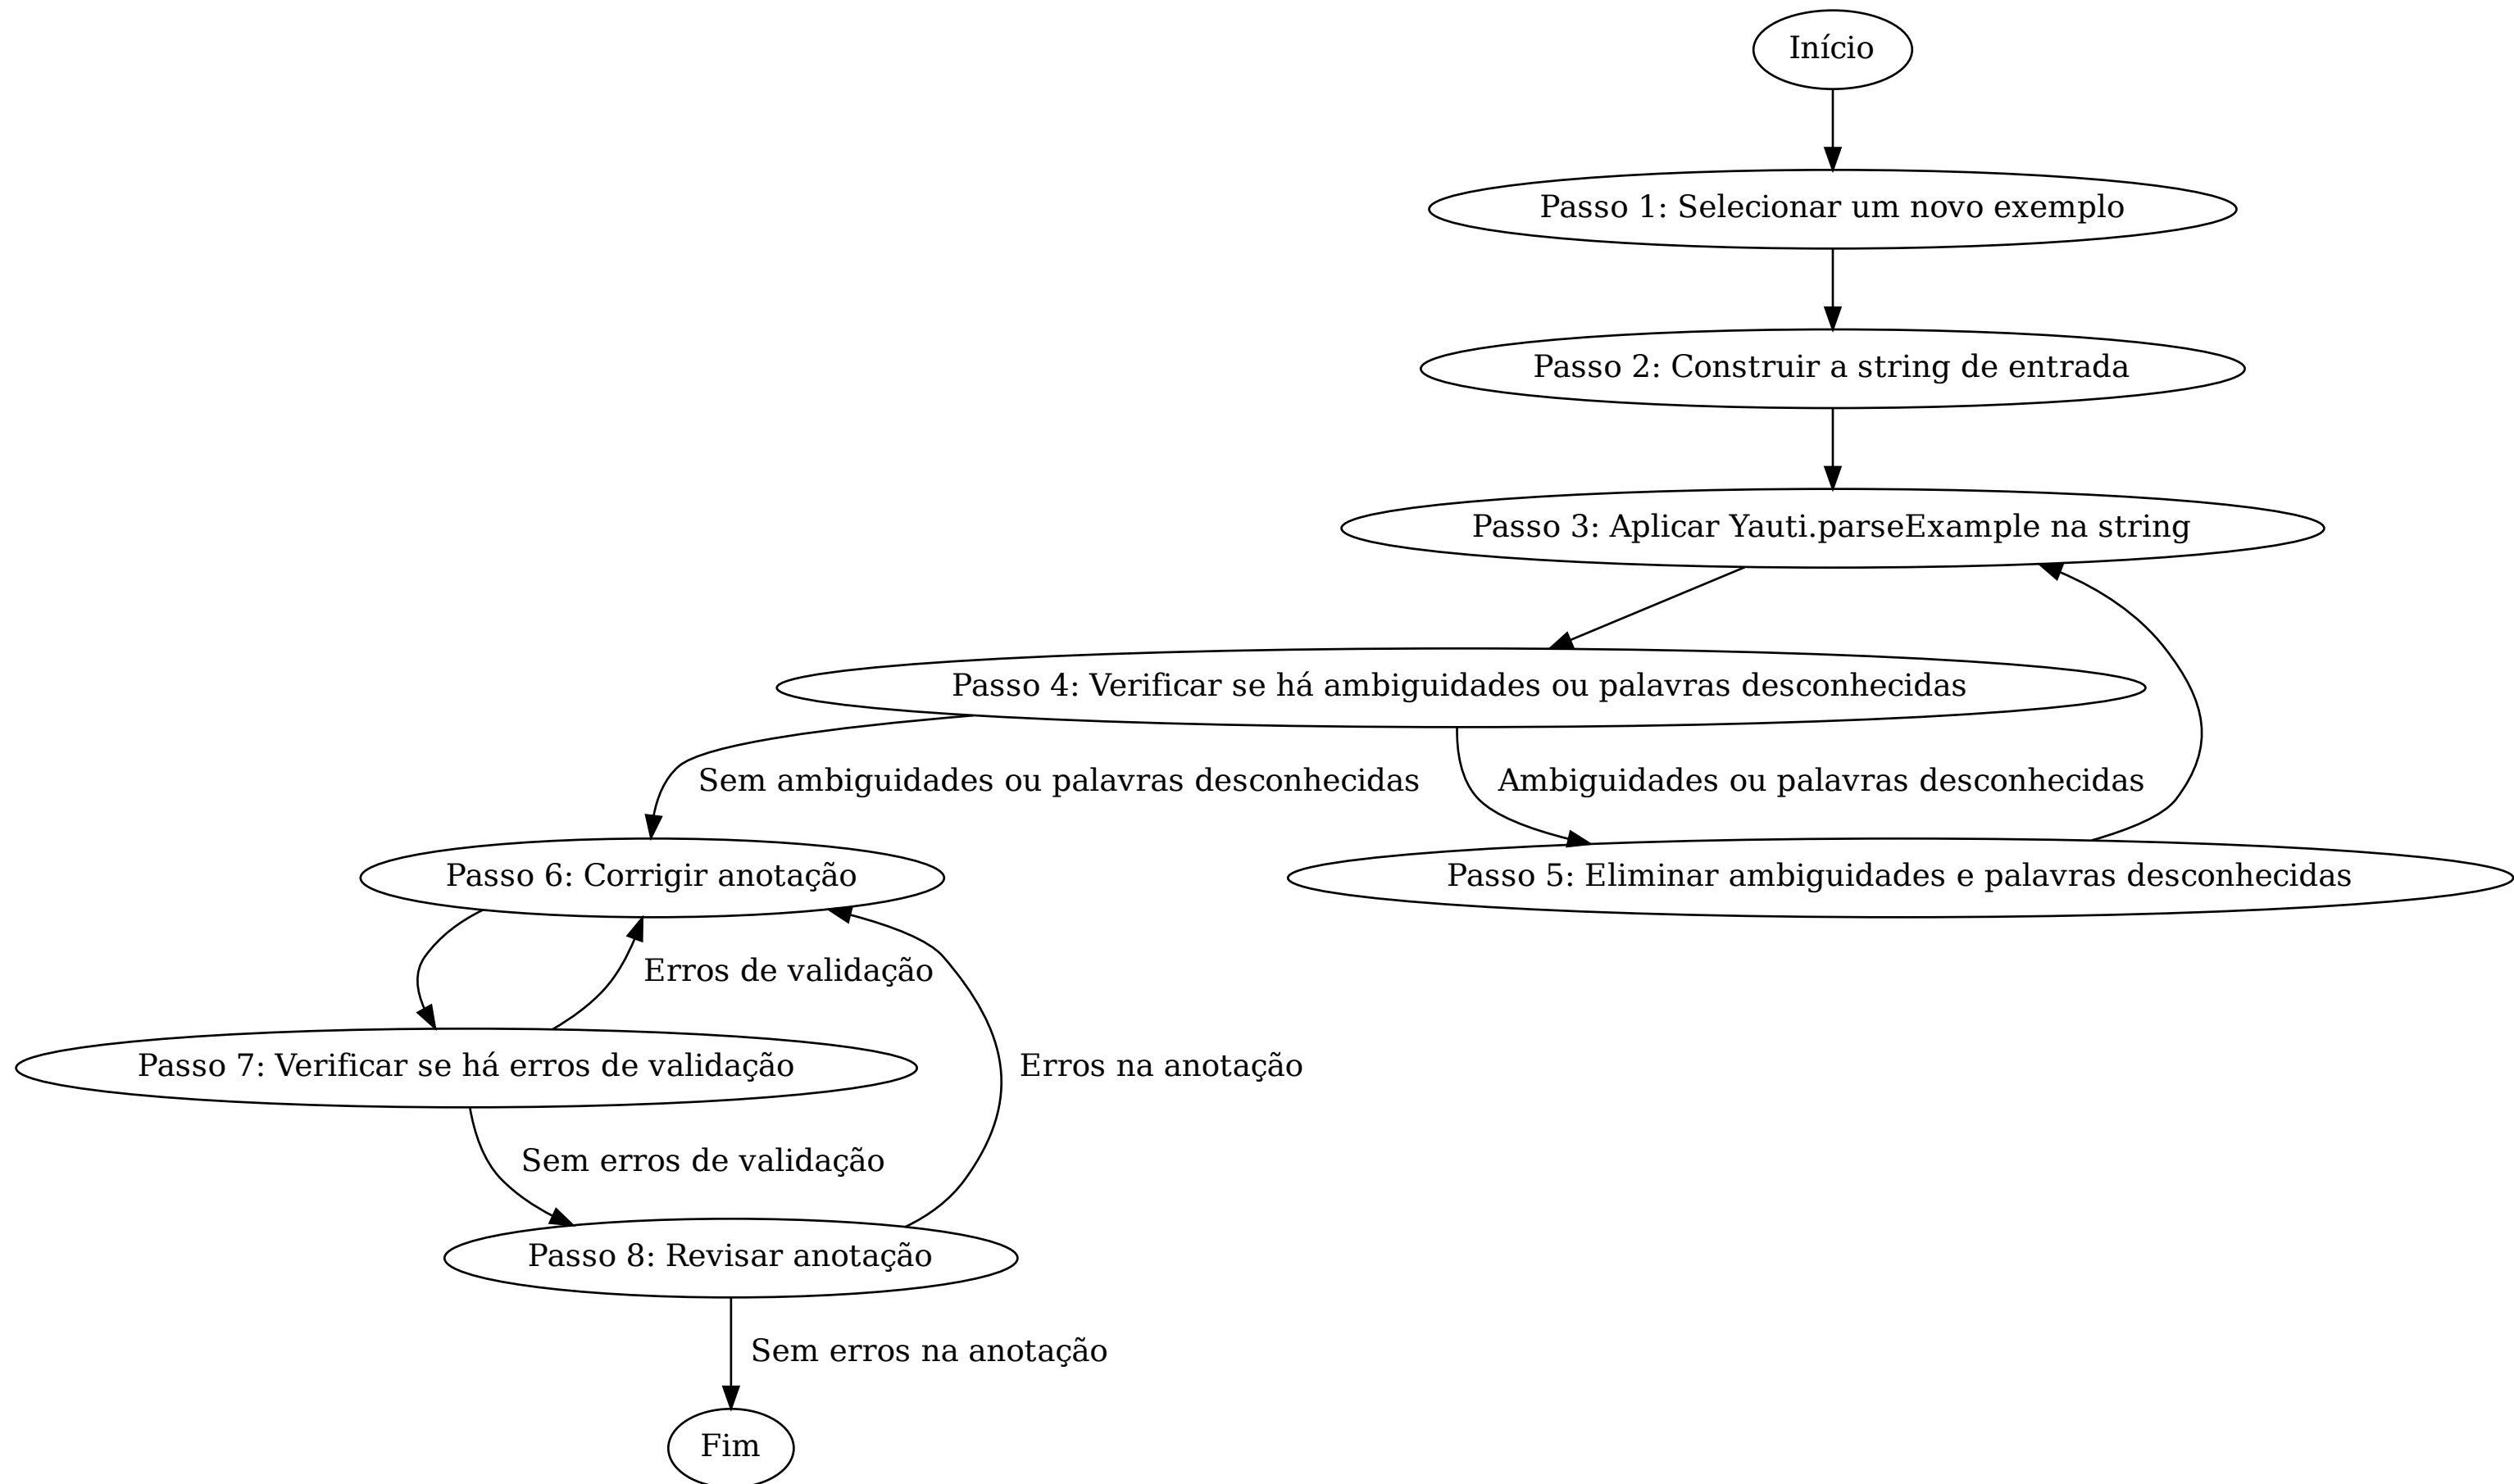 Início
Passo 1: Selecionar um novo exemplo
Passo 2: Construir a string de entrada
Passo 3: Aplicar Yauti.parseExample na string
Passo 4: Verificar se há ambiguidades ou palavras desconhecidas
Sem ambiguidades ou palavras desconhecidas
Ambiguidades ou palavras desconhecidas
Passo 6: Corrigir anotação
Passo 5: Eliminar ambiguidades e palavras desconhecidas
Erros de validação
Passo 7: Verificar se há erros de validação
Erros na anotação
Sem erros de validação
Passo 8: Revisar anotação
Sem erros na anotação
Fim